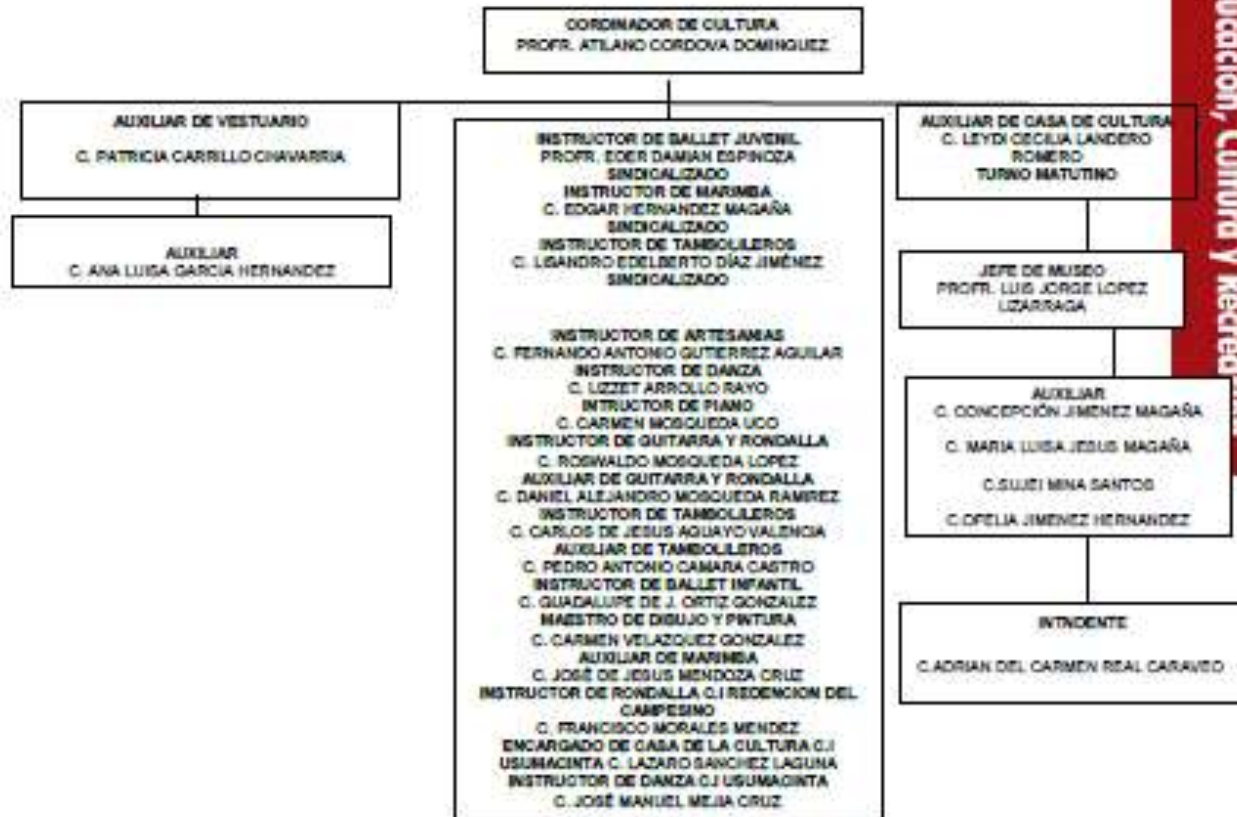 CORDINADOR DE CULTURA
PROFR. ATILANO CORDOVA DOMINGUEZ
AUXILIAR DE VESTUARIO
C. PATRICIA CARRILLO CHAVARRIA
AUXILIAR
C. ANA LUISA GARCIA HERNANDEZ
INSTRUCTOR DE BALLET JUVENIL
PROFR. EDER DAMIAN ESPINOZA
SINDICALIZADO
INSTRUCTOR DE MARIMBA
C. EDGAR HERNANDEZ MAGAÑA
SINDICALIZADO
INSTRUCTOR DE TAMBOLILEROS
C. LISANDRO EDELBERTO DÍAZ JIMÉNEZ
SINDICALIZADO
INSTRUCTOR DE ARTESANIAS
C. FERNANDO ANTONIO GUTIERREZ AGUILAR
INSTRUCTOR DE DANZA
C. LIZZET ARROLLO RAYO
INTRUCTOR DE PIANO
C. CARMEN MOSQUEDA UCO
INSTRUCTOR DE GUITARRA Y RONDALLA
C. ROSWALDO MOSQUEDA LOPEZ
AUXILIAR DE GUITARRA Y RONDALLA
C. DANIEL ALEJANDRO MOSQUEDA RAMIREZ
INSTRUCTOR DE TAMBOLILEROS
C. CARLOS DE JESUS AGUAYO VALENCIA
AUXILIAR DE TAMBOLILEROS
C. PEDRO ANTONIO CAMARA CASTRO
INSTRUCTOR DE BALLET INFANTIL
C. GUADALUPE DE J. ORTIZ GONZALEZ
MAESTRO DE DIBUJO Y PINTURA
C. CARMEN VELAZQUEZ GONZALEZ
AUXILIAR DE MARIMBA
C. JOSÉ DE JESUS MENDOZA CRUZ
INSTRUCTOR DE RONDALLA C.I REDENCION DEL
CAMPESINO
C. FRANCISCO MORALES MENDEZ
ENCARGADO DE CASA DE LA CULTURA C.I
USUMACINTA C. LAZARO SANCHEZ LAGUNA
INSTRUCTOR DE DANZA C.I USUMACINTA
C. JOSÉ MANUEL MEJIA CRUZ
AUXILIAR DE CASA DE CULTURA
C. LEYDI CECILIA LANDERO
ROMERO
TURNO MATUTINO
JEFE DE MUSEO
PROFR. LUIS JORGE LOPEZ
LIZARRAGA
AUXILIAR
C. CONCEPCIÓN JIMENEZ MAGAÑA
C. MARIA LUISA JESUS MAGAÑA
C.SUJEI MINA SANTOS
C.OFELIA JIMENEZ HERNANDEZ
INTNDENTE
C.ADRIAN DEL CARMEN REAL CARAVEO
Cultura y